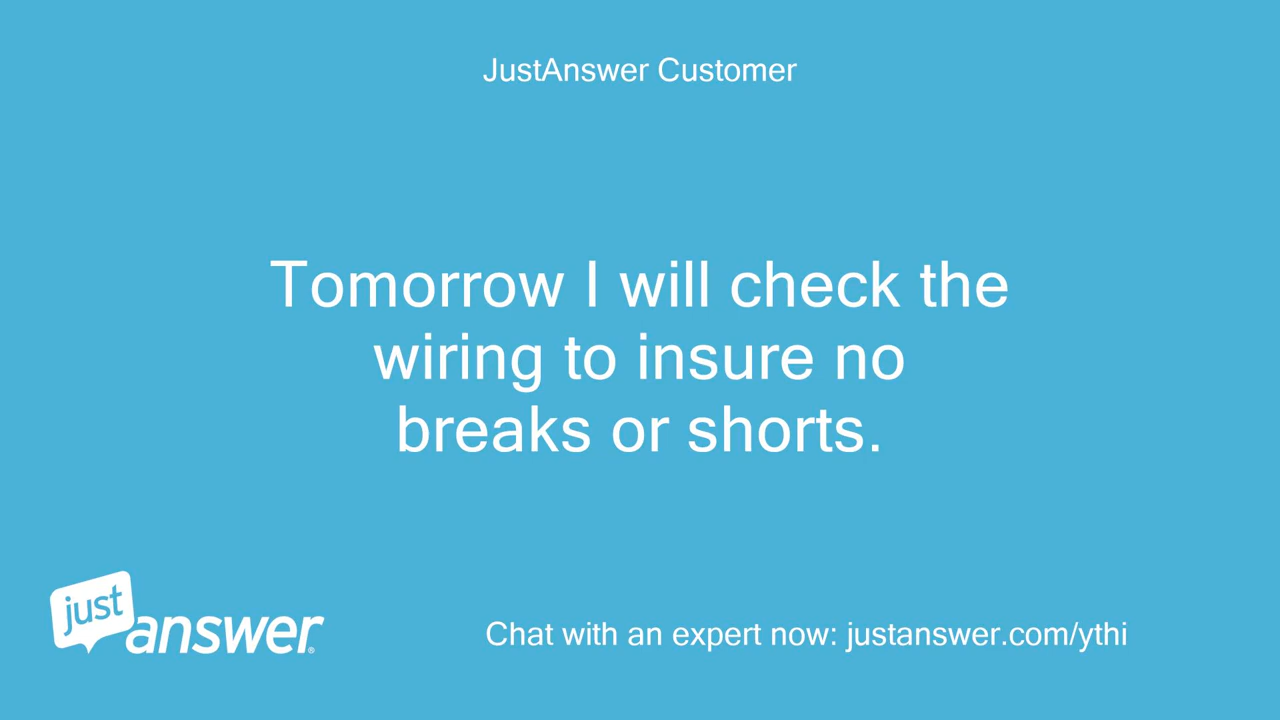 JustAnswer Customer
Tomorrow I will check the
wiring to insure no
breaks or shorts.
just
answer®
Chat with an expert now: justanswer.com/ythi